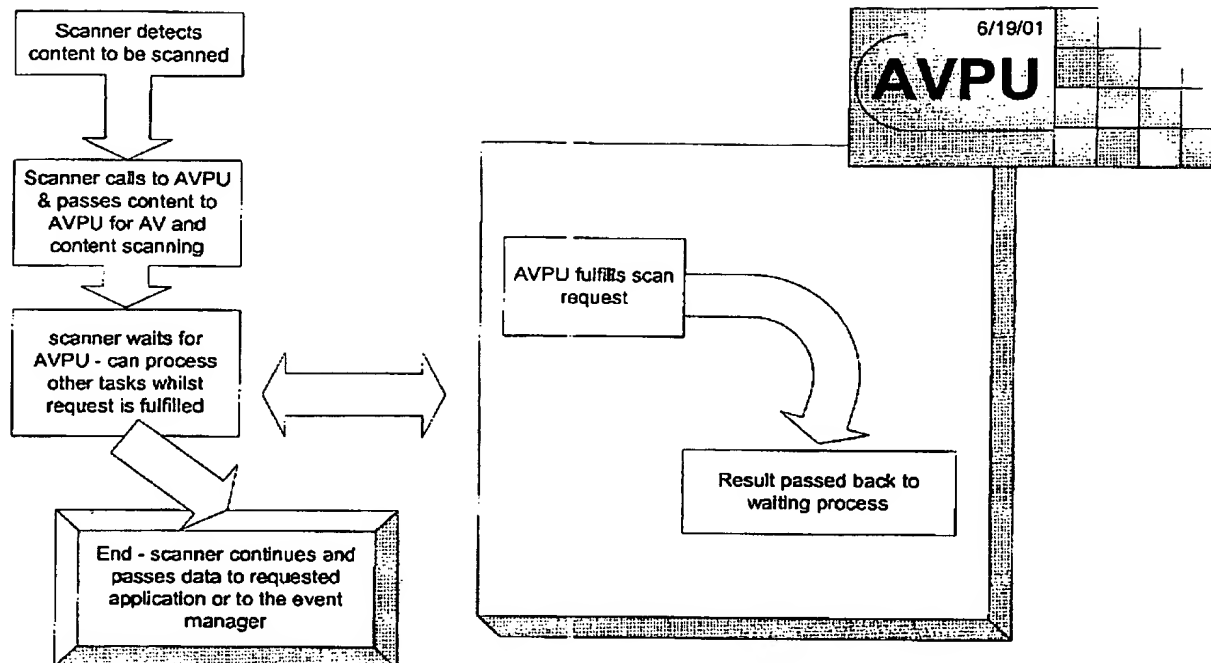 Scanner detects
content to be scanned
Scanner calls to AVPU
& passes content to
AVPU for AV and
content scanning
scanner waits for
AVPU - can process
other tasks whilst
request is fulfilled
End - scanner continues and
passes data to requested
application or to the event
manager
6/19/01
AVPU
AVPU fulfills scan
request
Result passed back to
waiting process